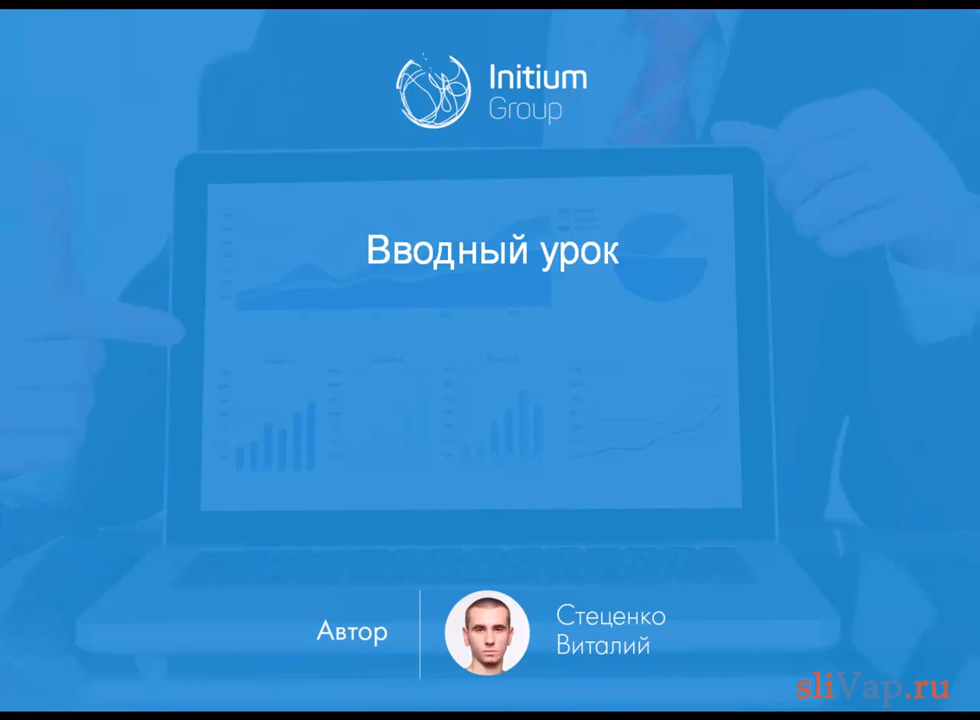 Initium
Group
Вводный урок
Автор
Стеценко
Виталий
sliVap.ru